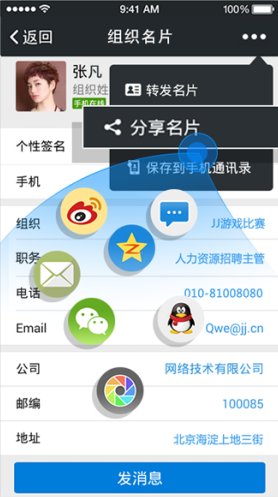 9:41 AM
100%
返回
组织名片
张凡
组织姓
手机在线
转发名片
分享名片
保存到手机通讯录
个性签名
手机
组织
JJ游戏比赛
职务
人力资源招聘主管
电话
010-81008080
Email
Qwe@jj.cn
公司
网络技术有限公司
邮编
100085
地址
北京海淀上地三街
发消息